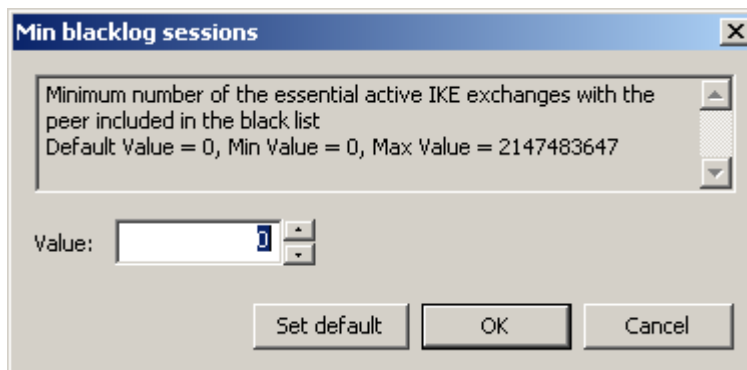 Min blacklog sessions
Minimum number of the essential active IKE exchanges with the
peer included in the black list
Default Value = 0, Min Value = 0, Max Value = 2147483647
Value: 0
Set default OK Cancel